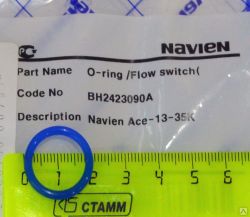 NAVIEN
Part Name O-ring /Flow switch(
Code No BH2423090A
Description Navien Ace-13-35K
0 1 2 3 4 5 6
СТАММ